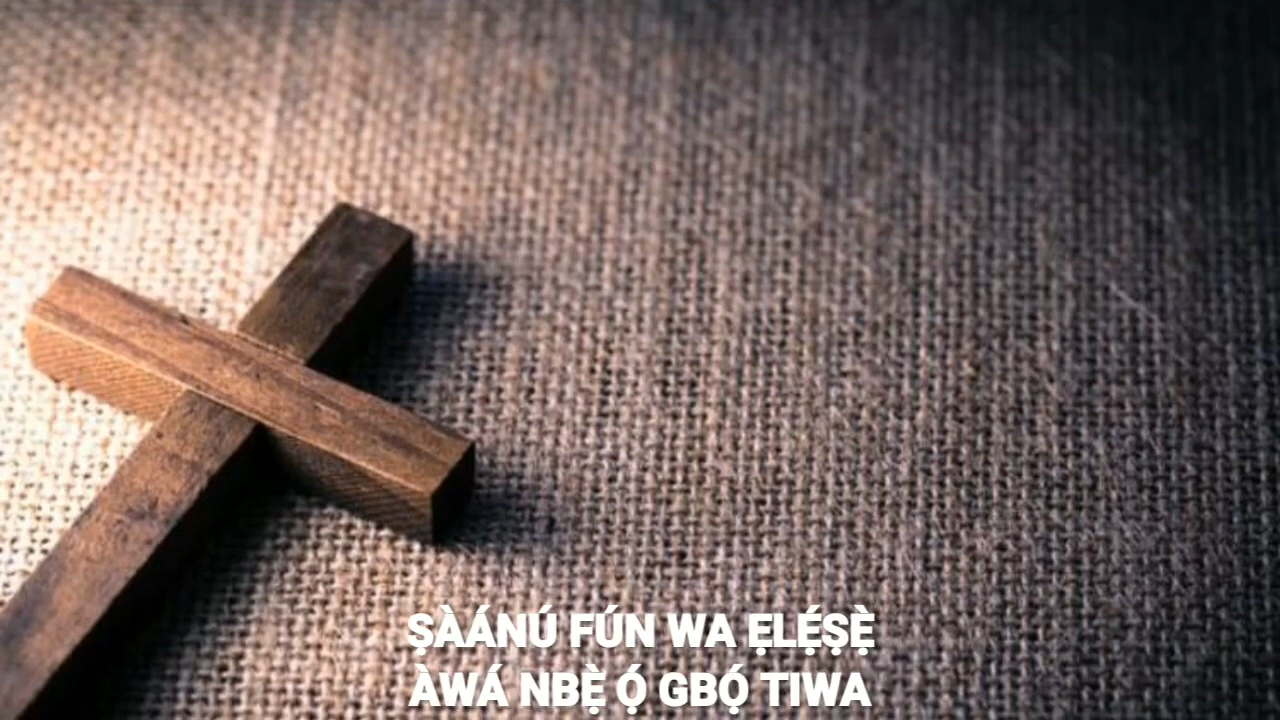 ṢÀÁNÚ FÚN WA ẸLẸ́ṢẸ̀
ÀWÁ NBẸ̀ Ọ́ GBỌ́ TIWA